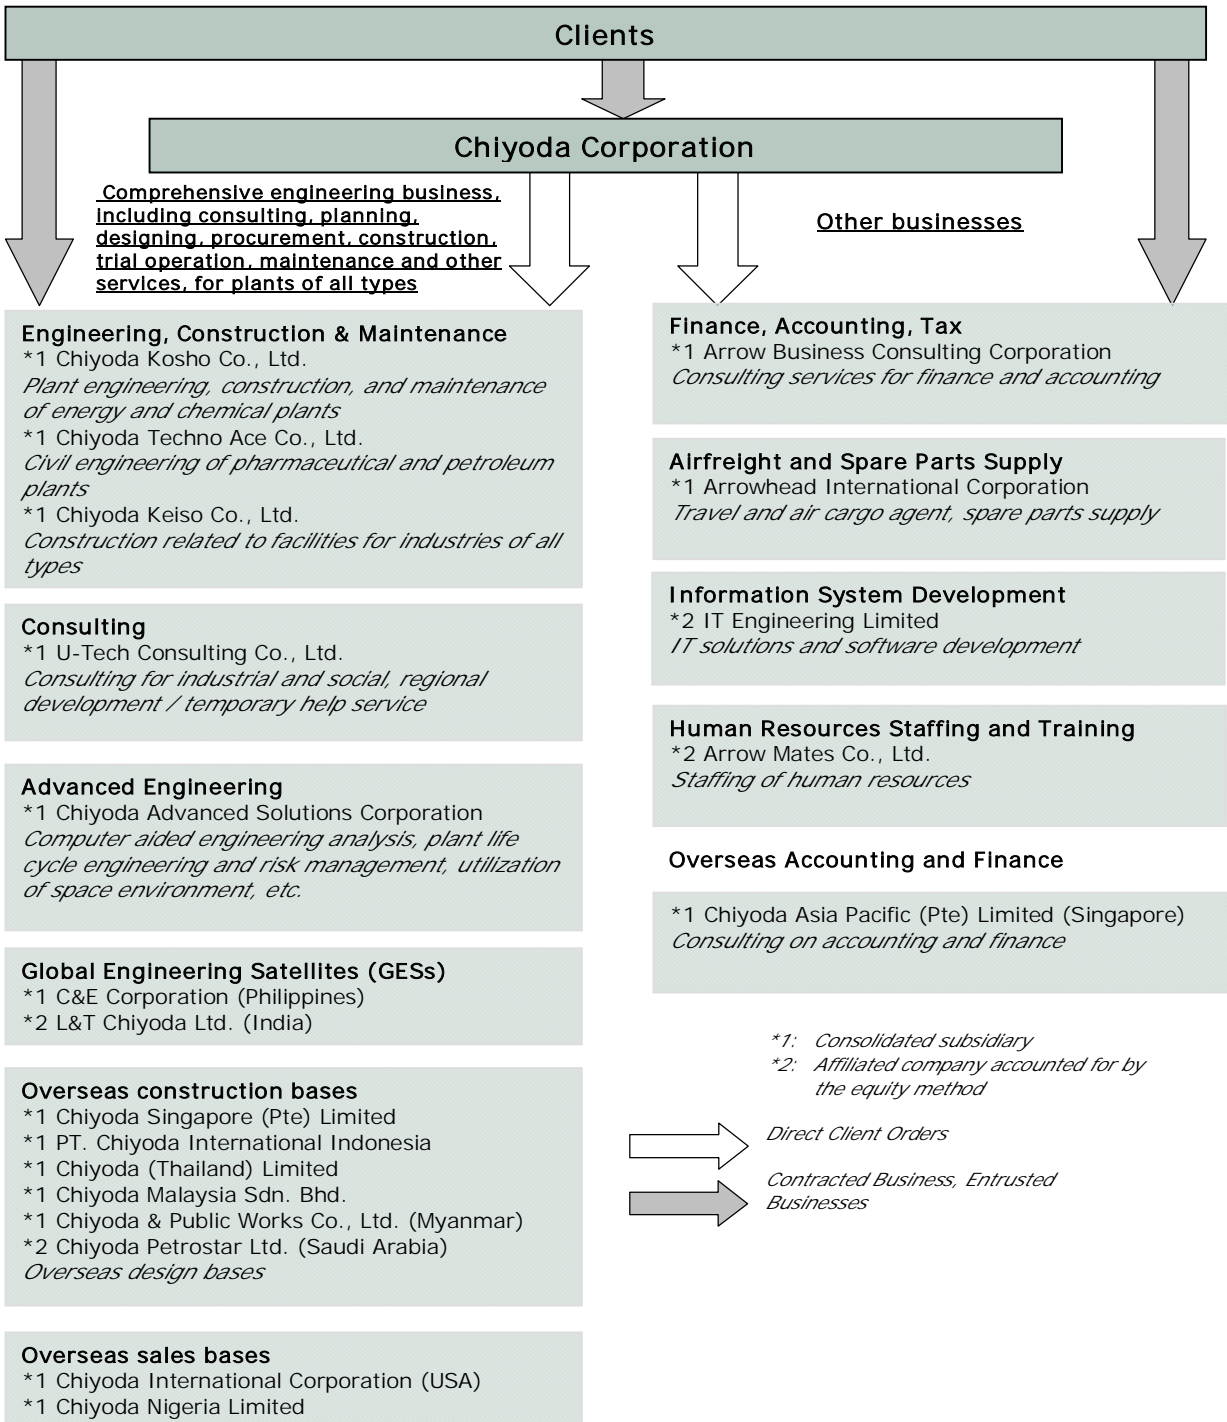 Clients
Chiyoda Corporation
Comprehensive engineering business,
including consulting, planning,
designing, procurement, construction,
trial operation, maintenance and other
services, for plants of all types
Other businesses
Engineering, Construction & Maintenance
*1 Chiyoda Kosho Co., Ltd.
Plant engineering, construction, and maintenance
of energy and chemical plants
*1 Chiyoda Techno Ace Co., Ltd.
Civil engineering of pharmaceutical and petroleum
plants
*1 Chiyoda Keiso Co., Ltd.
Construction related to facilities for industries of all
types
Consulting
*1 U-Tech Consulting Co., Ltd.
Consulting for industrial and social, regional
development / temporary help service
Advanced Engineering
*1 Chiyoda Advanced Solutions Corporation
Computer aided engineering analysis, plant life
cycle engineering and risk management, utilization
of space environment, etc.
Global Engineering Satellites (GESs)
*1 C&E Corporation (Philippines)
*2 L&T Chiyoda Ltd. (India)
Overseas construction bases
*1 Chiyoda Singapore (Pte) Limited
*1 PT. Chiyoda International Indonesia
*1 Chiyoda (Thailand) Limited
*1 Chiyoda Malaysia Sdn. Bhd.
*1 Chiyoda & Public Works Co., Ltd. (Myanmar)
*2 Chiyoda Petrostar Ltd. (Saudi Arabia)
Overseas design bases
Overseas sales bases
*1 Chiyoda International Corporation (USA)
*1 Chiyoda Nigeria Limited
Finance, Accounting, Tax
*1 Arrow Business Consulting Corporation
Consulting services for finance and accounting
Airfreight and Spare Parts Supply
*1 Arrowhead International Corporation
Travel and air cargo agent, spare parts supply
Information System Development
*2 IT Engineering Limited
IT solutions and software development
Human Resources Staffing and Training
*2 Arrow Mates Co., Ltd.
Staffing of human resources
Overseas Accounting and Finance
*1 Chiyoda Asia Pacific (Pte) Limited (Singapore)
Consulting on accounting and finance
*1: Consolidated subsidiary
*2: Affiliated company accounted for by
the equity method
Direct Client Orders
Contracted Business, Entrusted
Businesses